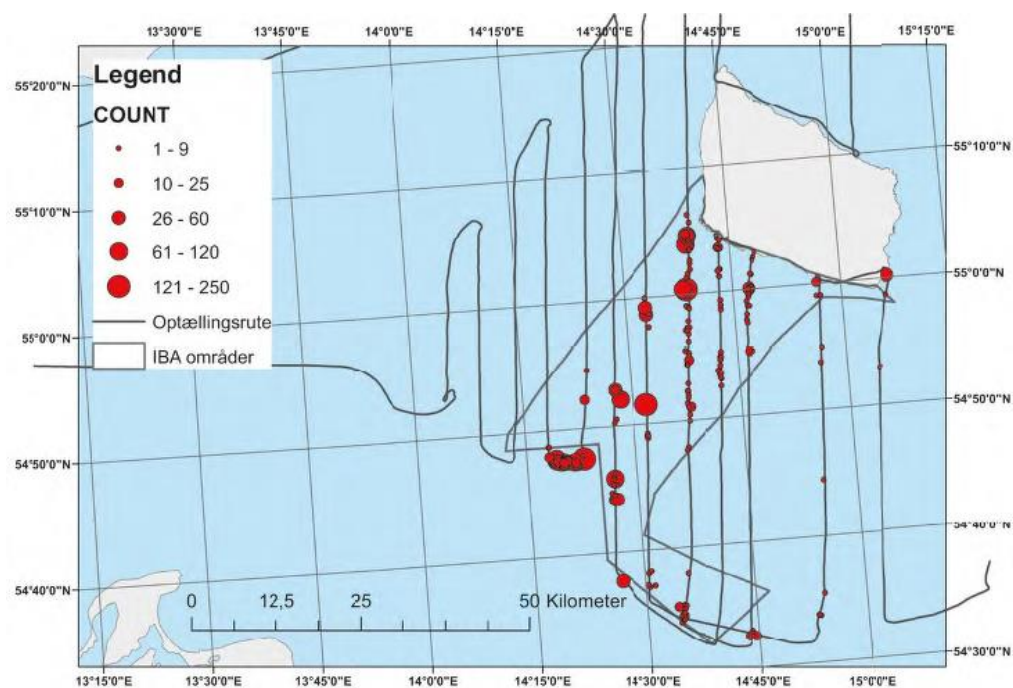 13°30'0"E 13°45'0"E 14°0'0"E 14°15'0"E 14°30'0"E 14°45'0"E 15°0'0"E 15°15'0"E
Legend
COUNT
1 - 9
10 - 25
26 - 60
61 - 120
121 - 250
Optællingsrute
IBA områder
55°20'0"N
55°10'0"N
55°0'0"N
54°50'0"N
54°40'0"N
55°10'0"N
55°0'0"N
54°50'0"N
54°40'0"N
54°30'0"N
0 12,5 25 50 Kilometer
13°15'0"E 13°30'0"E 13°45'0"E 14°0'0"E 14°15'0"E 14°30'0"E 14°45'0"E 15°0'0"E